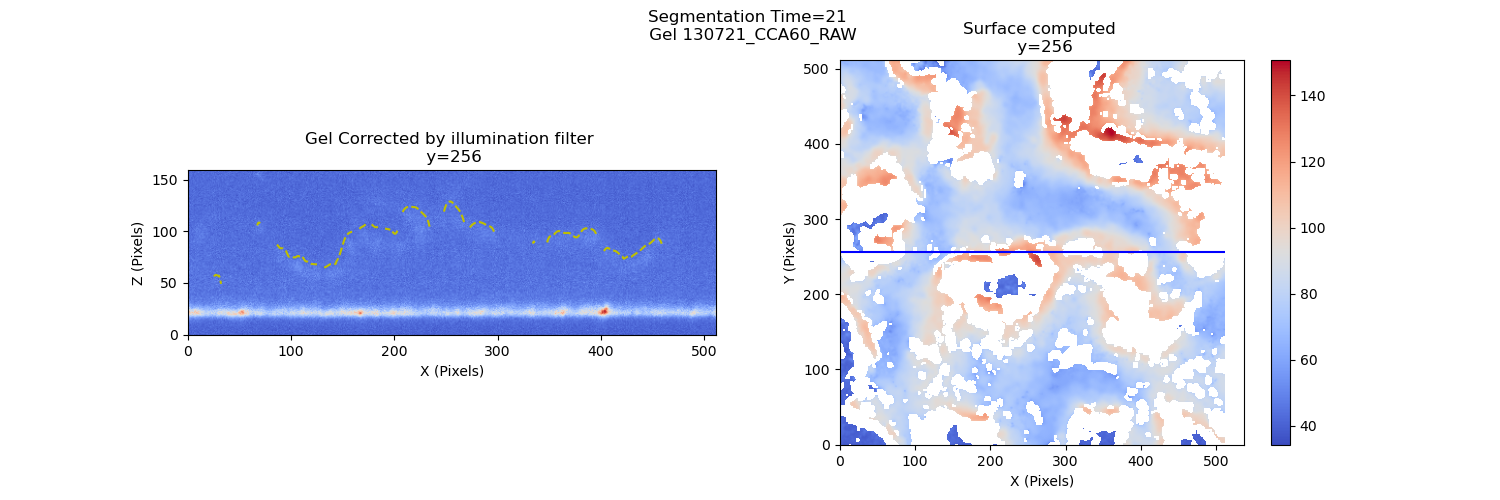 Segmentation Time=21
Gel 130721_CCA60_RAW
Gel Corrected by illumination filter
y=256
Z (Pixels)
150
100
50
0
0 100 200 300 400 500
X (Pixels)
Surface computed
y=256
Y (Pixels)
500
400
300
200
100
0
0 100 200 300 400 500
X (Pixels)
140
120
100
80
60
40